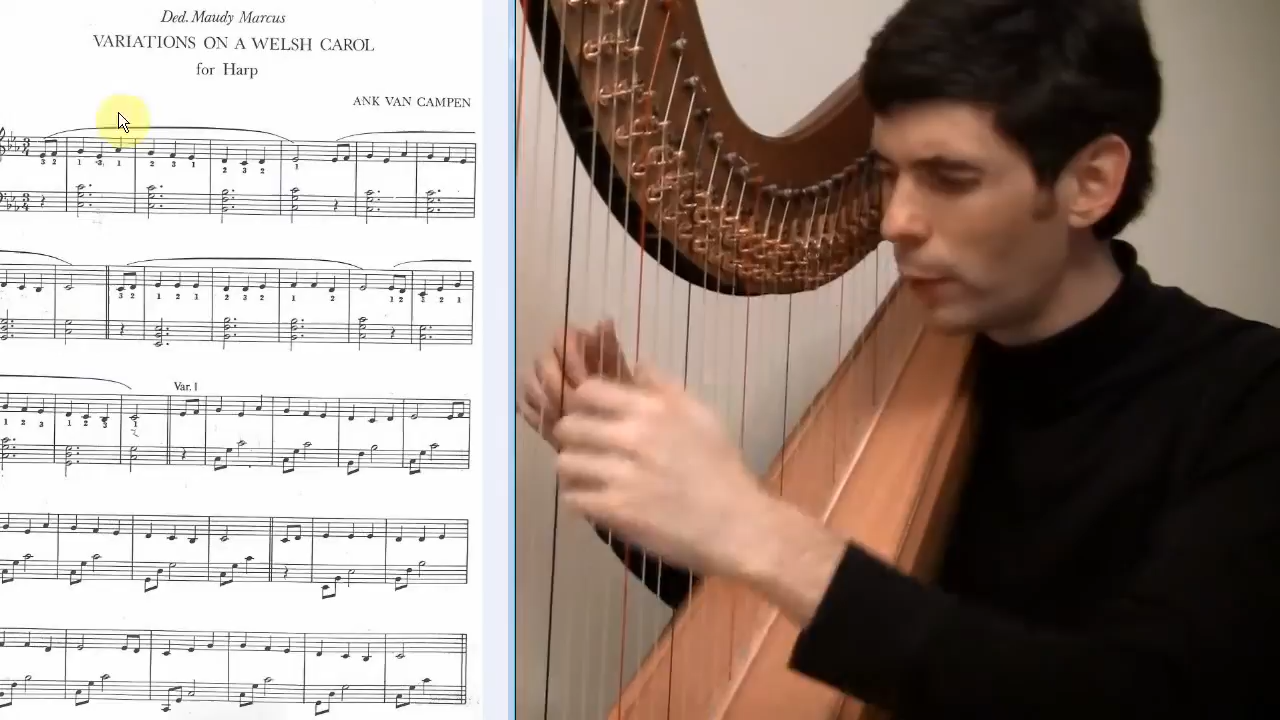 Ded. Maudy Marcus
VARIATIONS ON A WELSH CAROL
for Harp
ANK VAN CAMPEN
Var. I